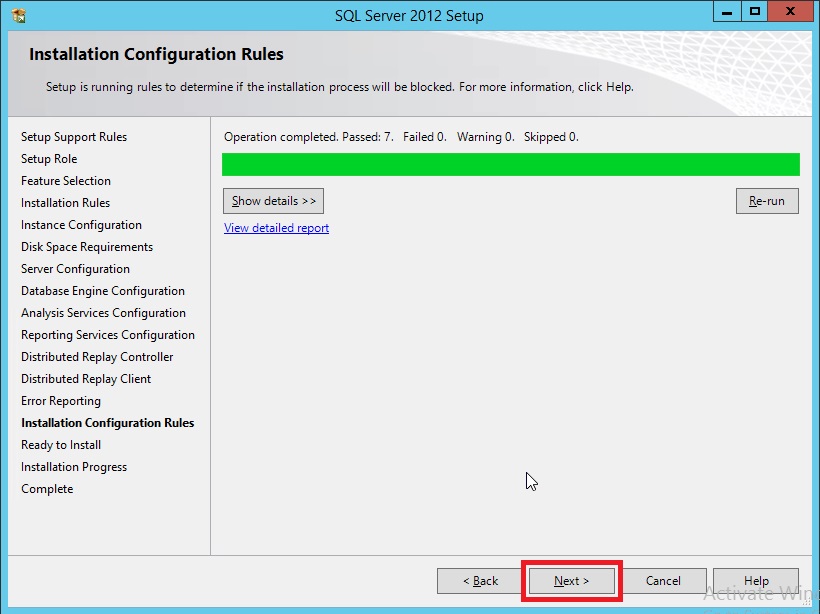 SQL Server 2012 Setup
Installation Configuration Rules
Setup is running rules to determine if the installation process will be blocked. For more information, click Help.
Setup Support Rules
Setup Role
Feature Selection
Installation Rules
Instance Configuration
Disk Space Requirements
Server Configuration
Database Engine Configuration
Analysis Services Configuration
Reporting Services Configuration
Distributed Replay Controller
Distributed Replay Client
Error Reporting
Installation Configuration Rules
Ready to Install
Installation Progress
Complete
Operation completed. Passed: 7.   Failed 0.   Warning 0.   Skipped 0.
Show details >>
Re-run
View detailed report
< Back
Next >
Cancel
Help
Activate Win